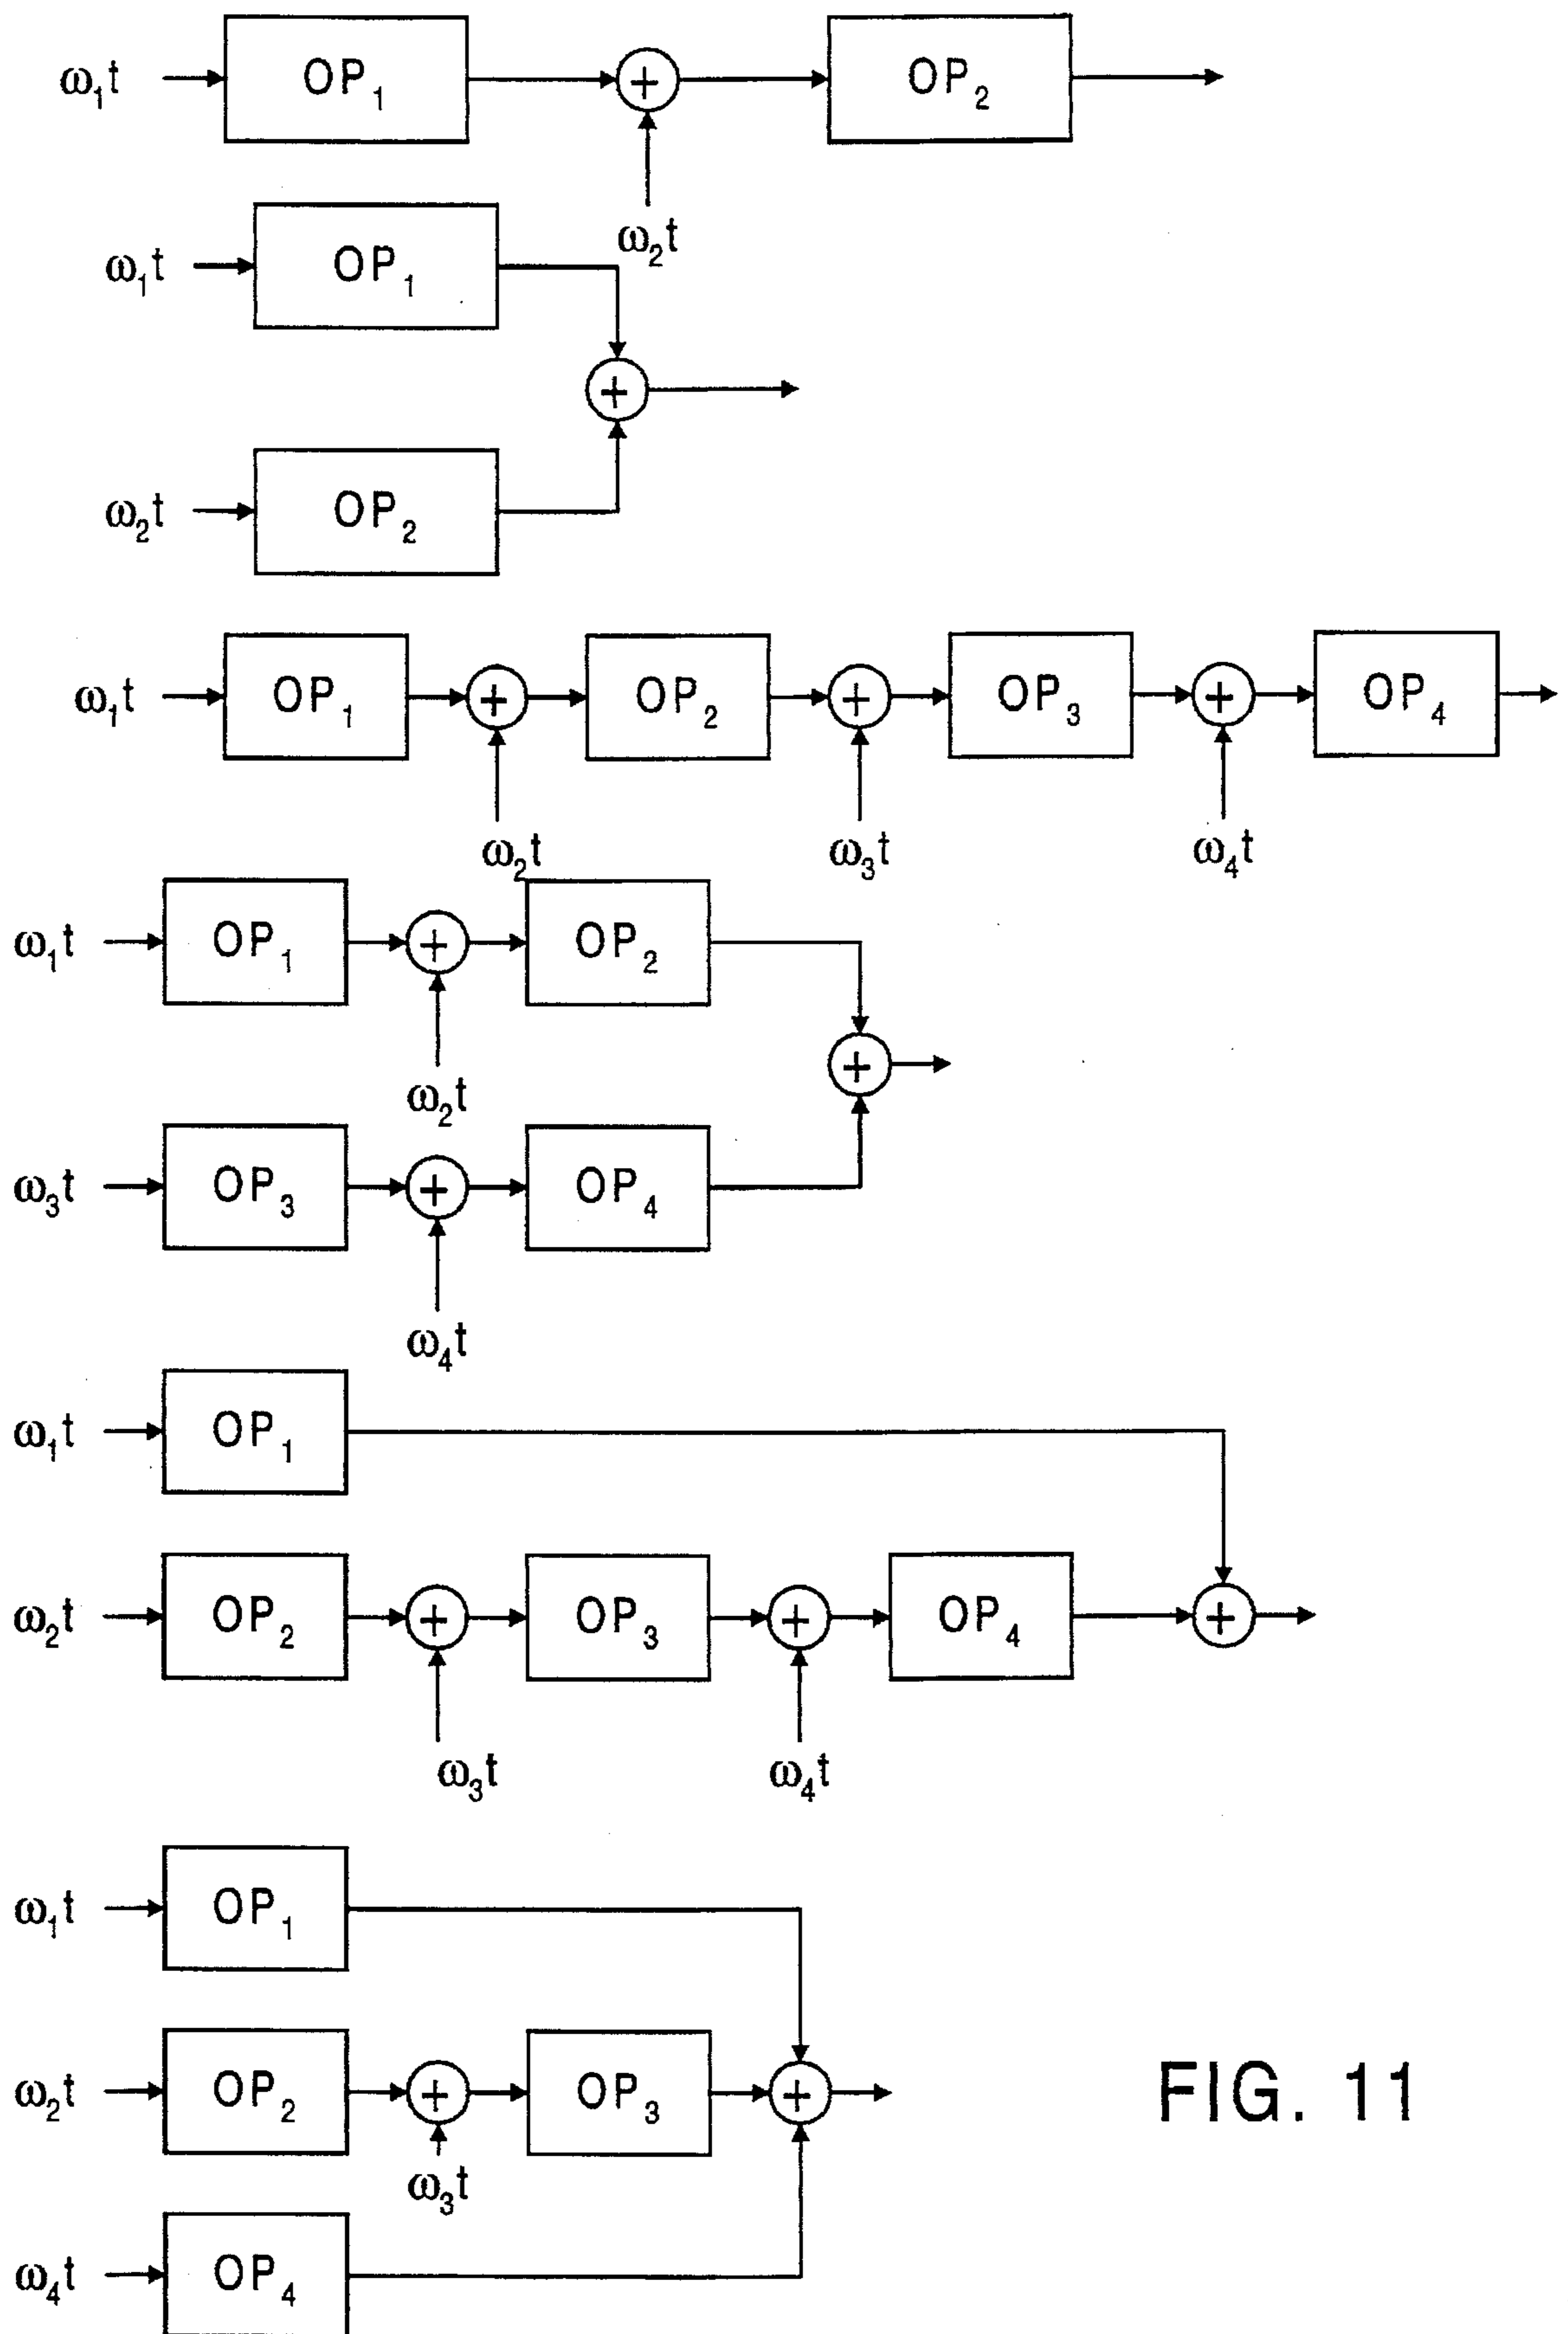 ω₁t OP₁ + OP₂
ω₂t
ω₁t OP₁
+
ω₂t OP₂
ω₁t OP₁ + OP₂ + OP₃ + OP₄
ω₂t ω₃t ω₄t
ω₁t OP₁ + OP₂
+
ω₂t
ω₃t OP₃ + OP₄
ω₄t
ω₁t OP₁
ω₂t OP₂ + OP₃ + OP₄ +
ω₃t ω₄t
ω₁t OP₁
ω₂t OP₂ + OP₃ +
ω₃t
ω₄t OP₄
FIG. 11